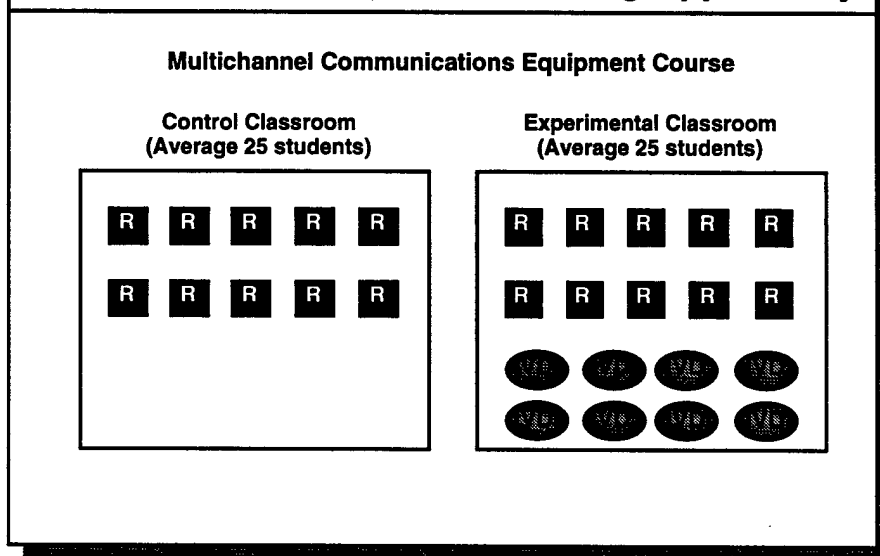 Multichannel Communications Equipment Course
Control Classroom
(Average 25 students)
Experimental Classroom
(Average 25 students)
R R R R R
R R R R R
R R R R R
R R R R R